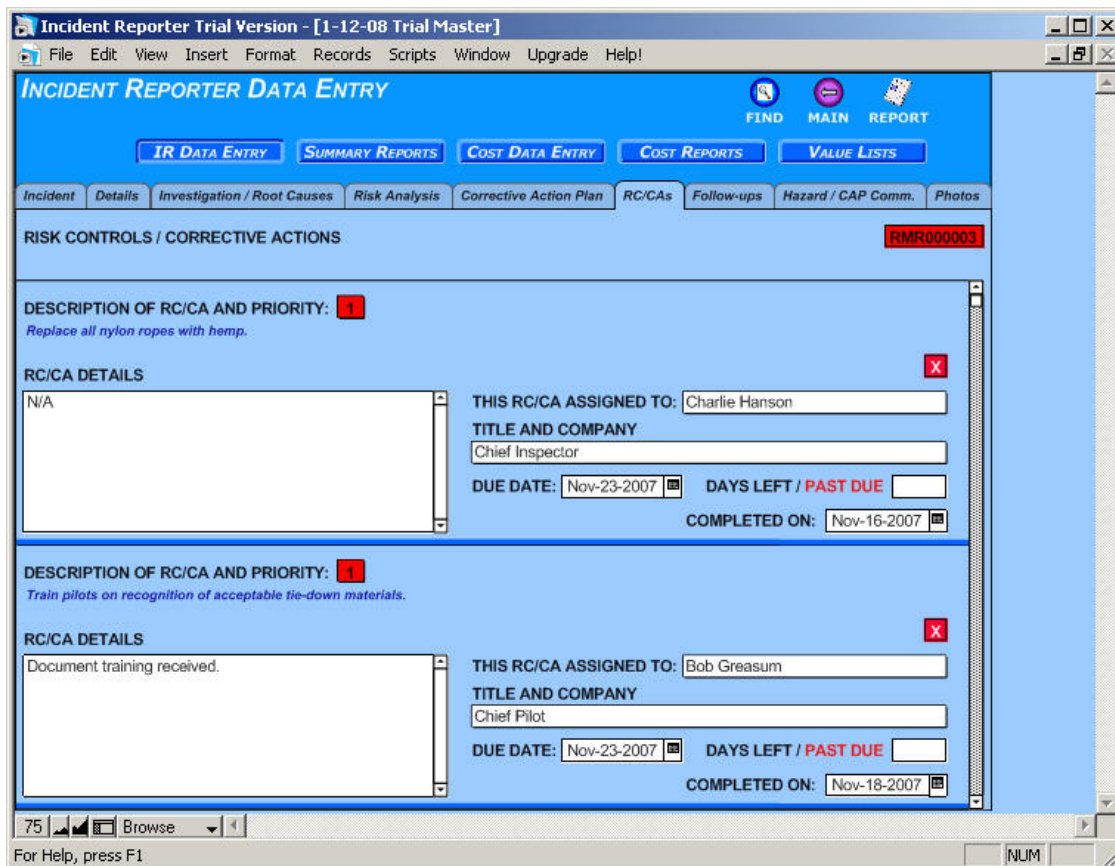 Incident Reporter Trial Version - [1-12-08 Trial Master]
File Edit View Insert Format Records Scripts Window Upgrade Help!
INCIDENT REPORTER DATA ENTRY
FIND MAIN REPORT
IR DATA ENTRY SUMMARY REPORTS COST DATA ENTRY COST REPORTS VALUE LISTS
Incident Details Investigation / Root Causes Risk Analysis Corrective Action Plan RC/CAs Follow-ups Hazard / CAP Comm. Photos
RISK CONTROLS / CORRECTIVE ACTIONS RMR000003
DESCRIPTION OF RC/CA AND PRIORITY: 1
Replace all nylon ropes with hemp.
X
RC/CA DETAILS
N/A
THIS RC/CA ASSIGNED TO: Charlie Hanson
TITLE AND COMPANY
Chief Inspector
DUE DATE: Nov-23-2007 DAYS LEFT / PAST DUE
COMPLETED ON: Nov-16-2007
DESCRIPTION OF RC/CA AND PRIORITY: 1
Train pilots on recognition of acceptable tie-down materials.
X
RC/CA DETAILS
Document training received.
THIS RC/CA ASSIGNED TO: Bob Greasum
TITLE AND COMPANY
Chief Pilot
DUE DATE: Nov-23-2007 DAYS LEFT / PAST DUE
COMPLETED ON: Nov-18-2007
75 Browse
For Help, press F1 NUM